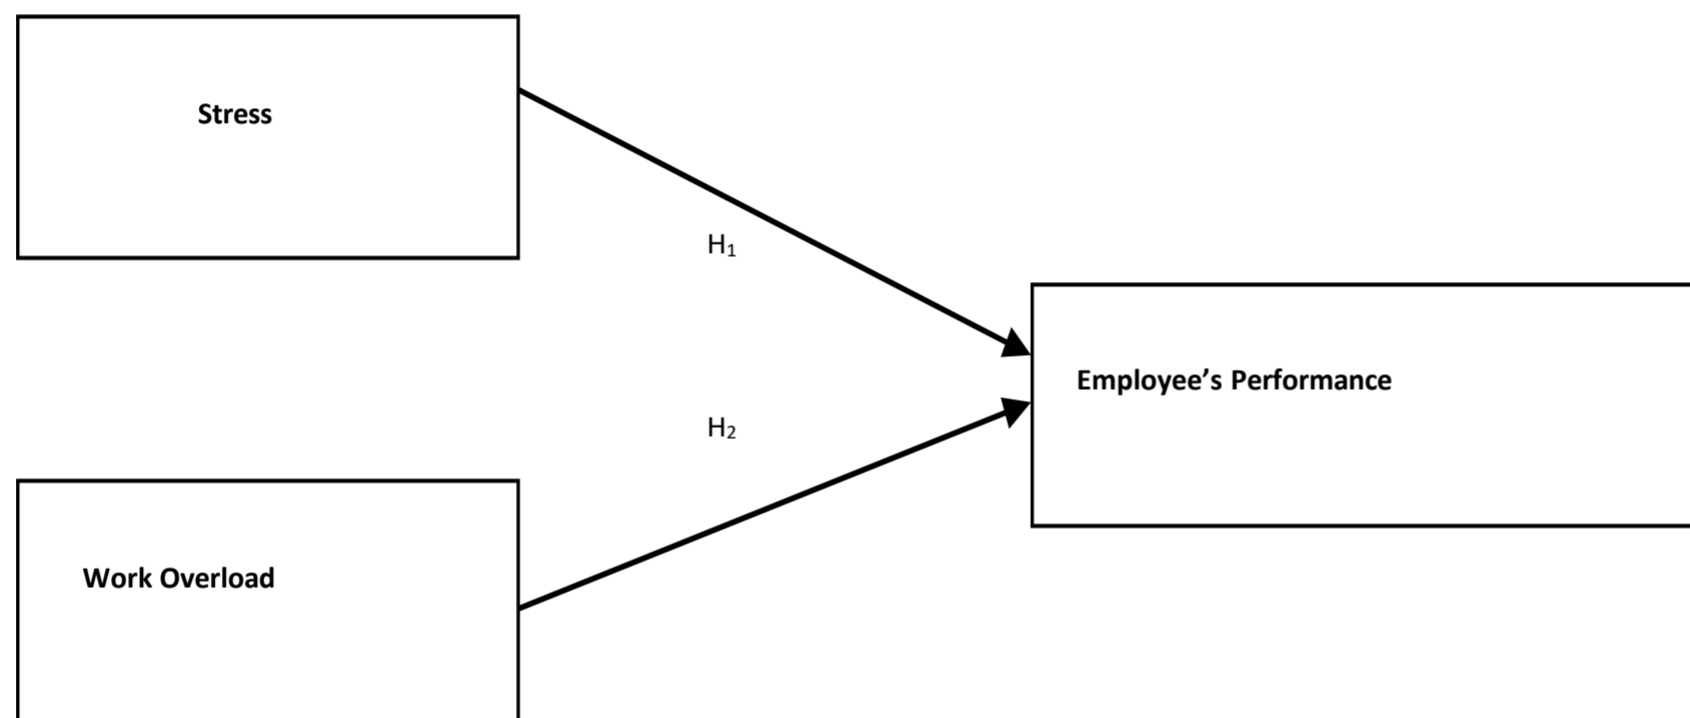 Stress
H₁
Employee’s Performance
H₂
Work Overload